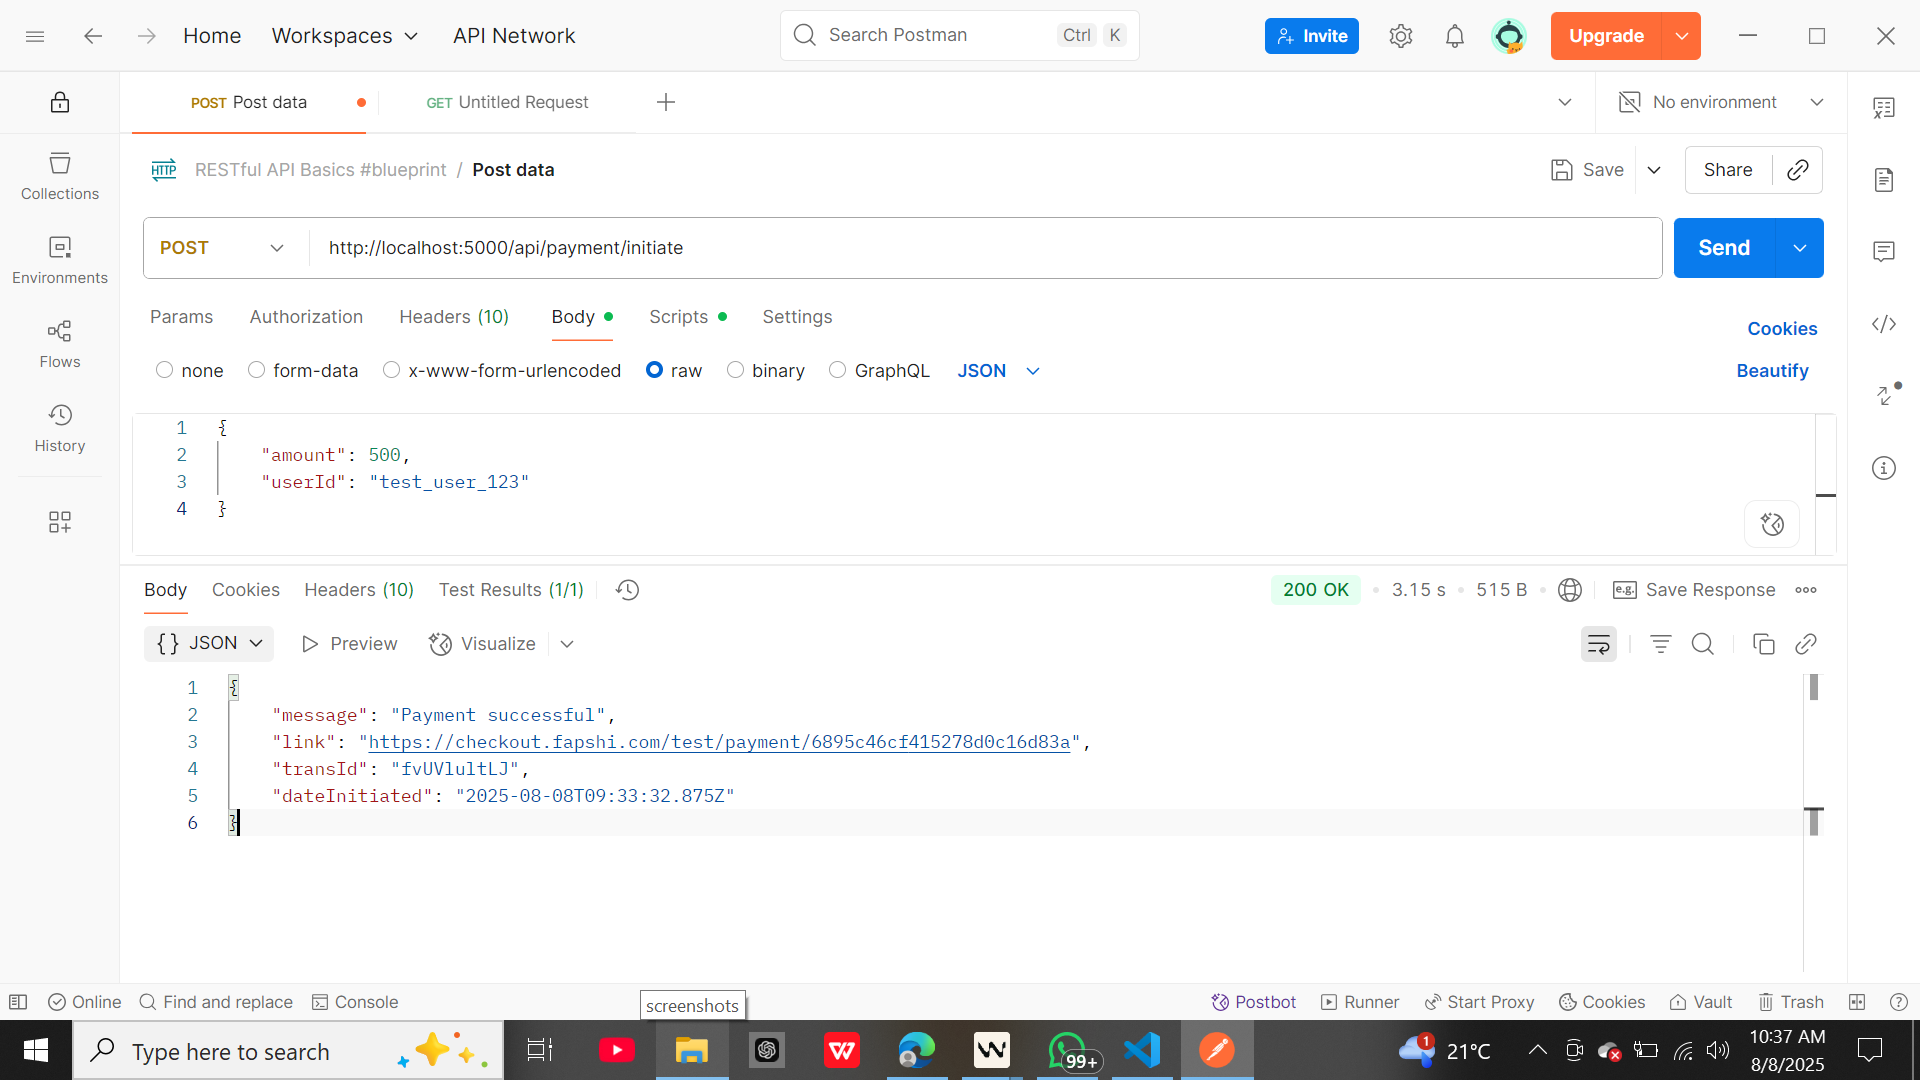 Home
Workspaces
API Network
Search Postman
Ctrl
K
Invite
Upgrade
POST Post data
GET Untitled Request
No environment
HTTP
RESTful API Basics #blueprint / Post data
Save
Share
Collections
Environments
Flows
History
POST
http://localhost:5000/api/payment/initiate
Send
Params
Authorization
Headers (10)
Body
Scripts
Settings
Cookies
none
form-data
x-www-form-urlencoded
raw
binary
GraphQL
JSON
Beautify
1 {
2 "amount": 500,
3 "userId": "test_user_123"
4 }
Body
Cookies
Headers (10)
Test Results (1/1)
200 OK
3.15 s
515 B
e.g.
Save Response
{} JSON
Preview
Visualize
1 {
2 "message": "Payment successful",
3 "link": "https://checkout.fapshi.com/test/payment/6895c46cf415278d0c16d83a",
4 "transId": "fvUVlultLJ",
5 "dateInitiated": "2025-08-08T09:33:32.875Z"
6 }
Online
Find and replace
Console
screenshots
Postbot
Runner
Start Proxy
Cookies
Vault
Trash
Type here to search
99+
1
21°C
10:37 AM
8/8/2025